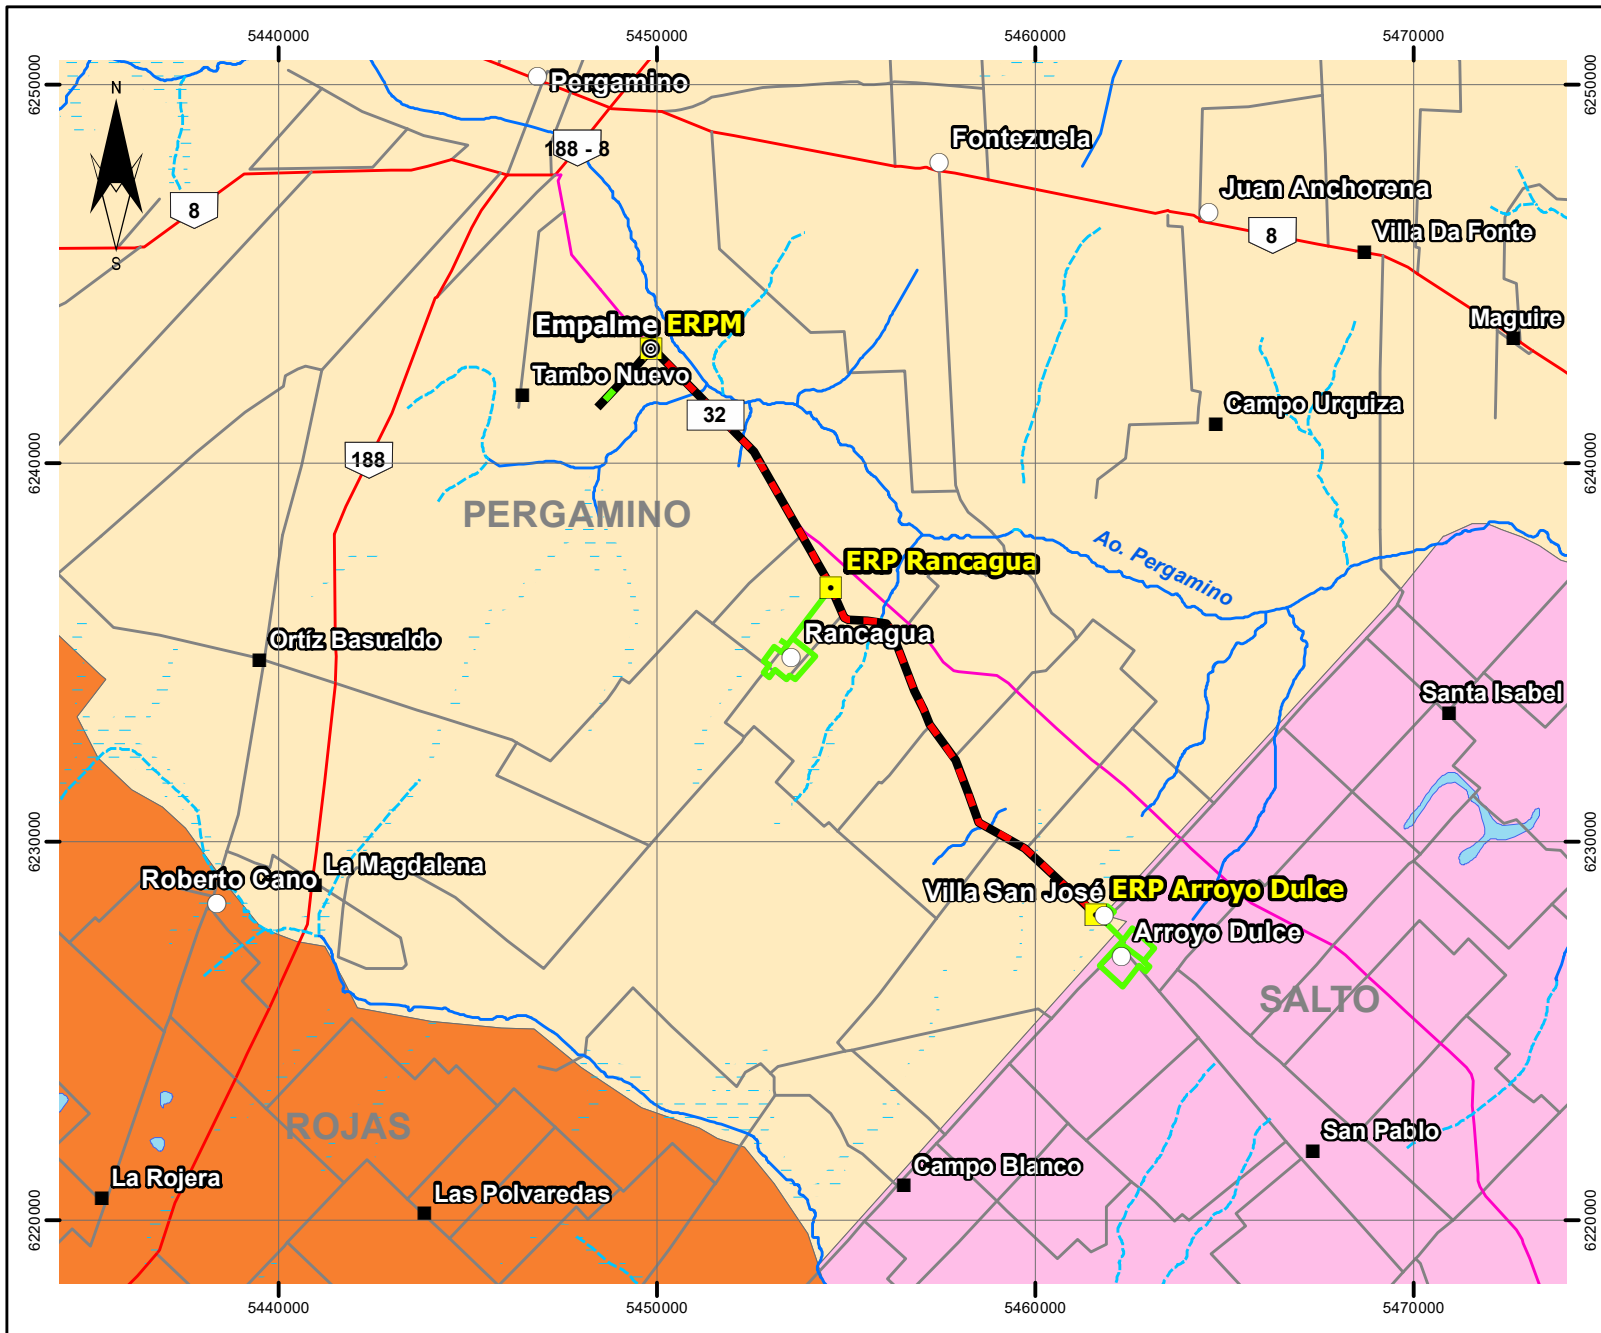 5440000
5450000
5460000
5470000
6250000
6250000
N
S
Pergamino
188 - 8
8
Fontezuela
Juan Anchorena
8
Villa Da Fonte
Maguire
Empalme ERPM
Tambo Nuevo
32
Campo Urquiza
188
6240000
6240000
PERGAMINO
Ao. Pergamino
ERP Rancagua
Rancagua
Ortíz Basualdo
Santa Isabel
6230000
6230000
La Magdalena
Roberto Cano
Villa San José
ERP Arroyo Dulce
Arroyo Dulce
SALTO
ROJAS
San Pablo
Campo Blanco
La Rojera
Las Polvaredas
6220000
6220000
5440000
5450000
5460000
5470000